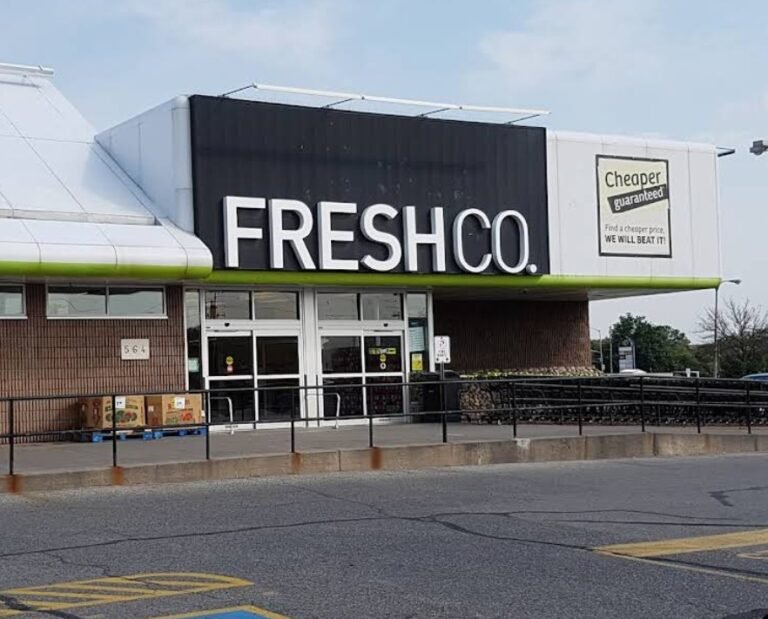 FRESHCO.
Cheaper
guaranteed
Find a cheaper price,
WE WILL BEAT IT!
564